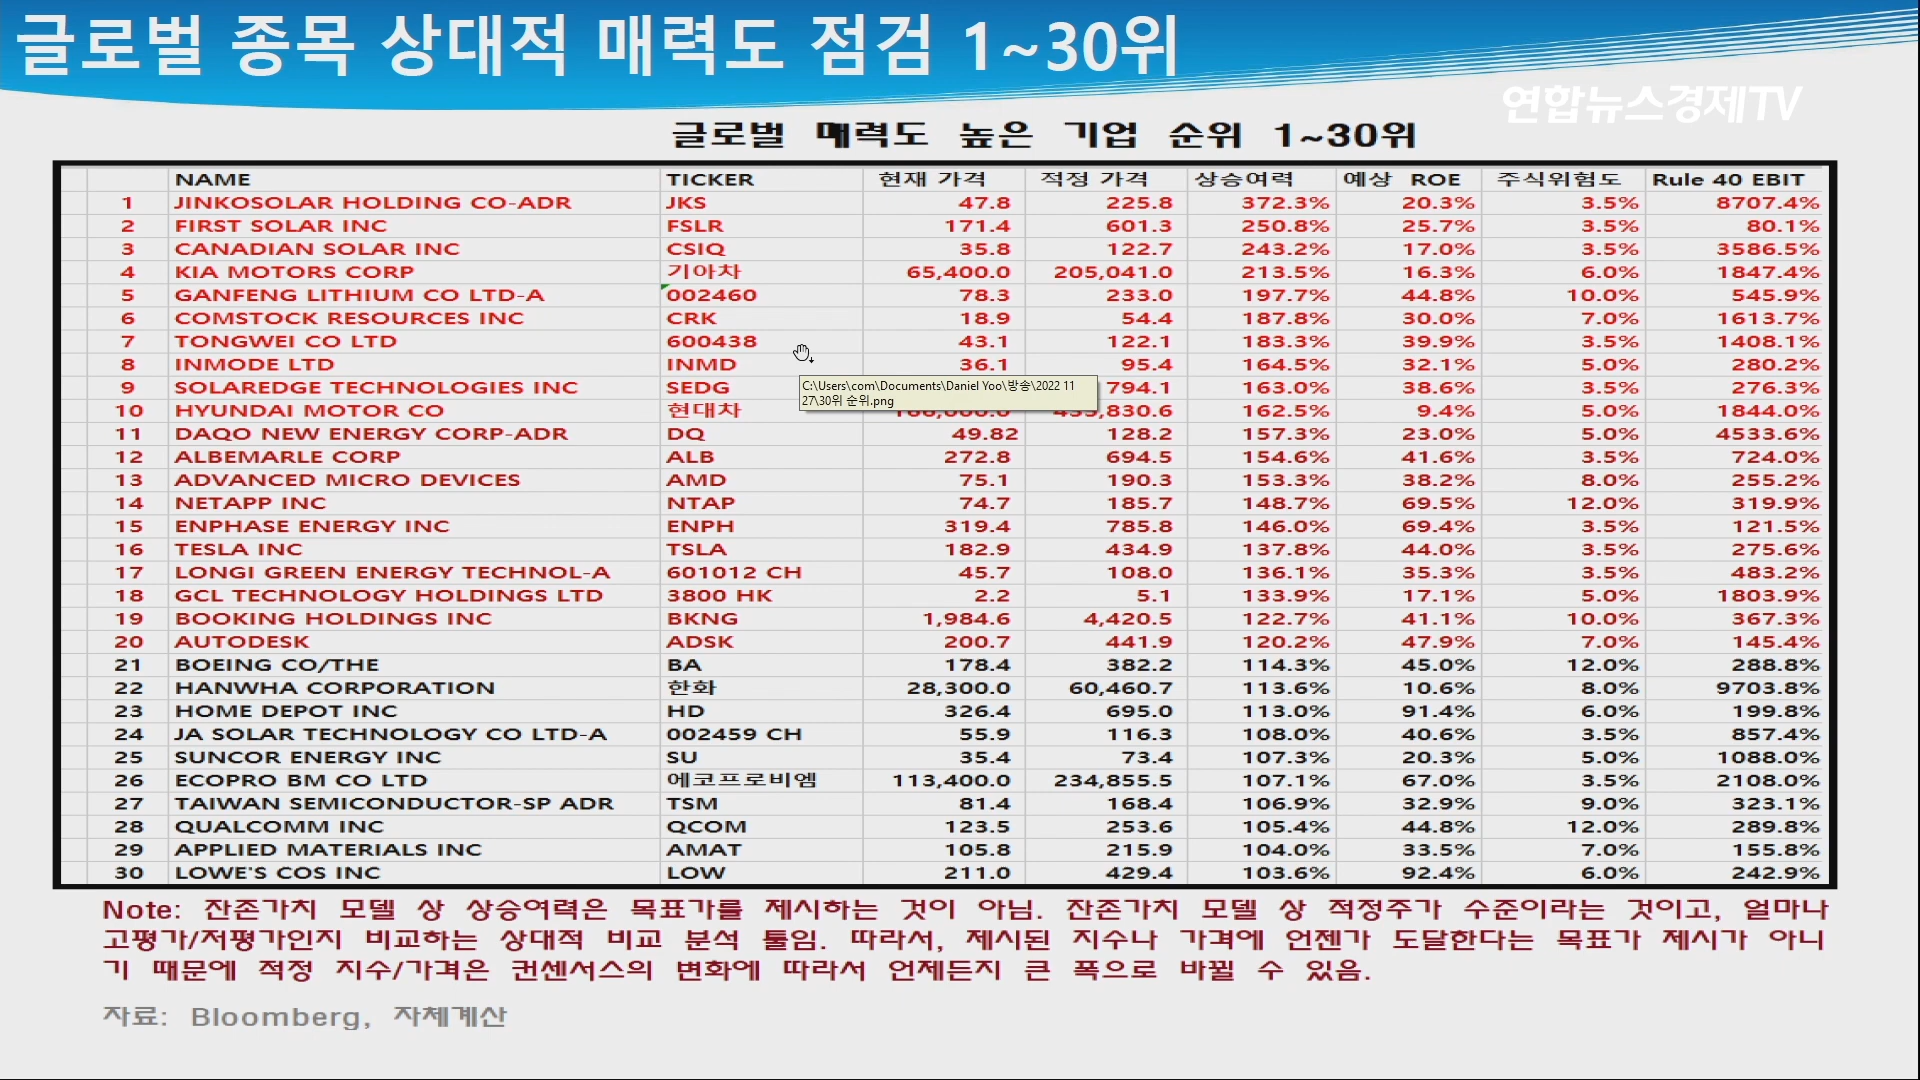 글로벌 종목 상대적 매력도 점검 1~30위
연합뉴스경제TV
글로벌 매력도 높은 기업 순위 1~30위
NAME TICKER 현재 가격 적정 가격 상승여력 예상 ROE 주식위험도 Rule 40 EBIT
1 JINKOSOLAR HOLDING CO-ADR JKS 47.8 225.8 372.3% 20.3% 3.5% 8707.4%
2 FIRST SOLAR INC FSLR 171.4 601.3 250.8% 25.7% 3.5% 80.1%
3 CANADIAN SOLAR INC CSIQ 35.8 122.7 243.2% 17.0% 3.5% 3586.5%
4 KIA MOTORS CORP 기아차 65,400.0 205,041.0 213.5% 16.3% 6.0% 1847.4%
5 GANFENG LITHIUM CO LTD-A 002460 78.3 233.0 197.7% 44.8% 10.0% 545.9%
6 COMSTOCK RESOURCES INC CRK 18.9 54.4 187.8% 30.0% 7.0% 1613.7%
7 TONGWEI CO LTD 600438 43.1 122.1 183.3% 39.9% 3.5% 1408.1%
8 INMODE LTD INMD 36.1 95.4 164.5% 32.1% 5.0% 280.2%
9 SOLAREDGE TECHNOLOGIES INC SEDG 794.1 163.0% 38.6% 3.5% 276.3%
C:\Users\com\Documents\Daniel Yoo\방송\2022 11
27\30위 순위.png
10 HYUNDAI MOTOR CO 현대차 162.5% 9.4% 5.0% 1844.0%
11 DAQO NEW ENERGY CORP-ADR DQ 49.82 128.2 157.3% 23.0% 5.0% 4533.6%
12 ALBEMARLE CORP ALB 272.8 694.5 154.6% 41.6% 3.5% 724.0%
13 ADVANCED MICRO DEVICES AMD 75.1 190.3 153.3% 38.2% 8.0% 255.2%
14 NETAPP INC NTAP 74.7 185.7 148.7% 69.5% 12.0% 319.9%
15 ENPHASE ENERGY INC ENPH 319.4 785.8 146.0% 69.4% 3.5% 121.5%
16 TESLA INC TSLA 182.9 434.9 137.8% 44.0% 3.5% 275.6%
17 LONGI GREEN ENERGY TECHNOL-A 601012 CH 45.7 108.0 136.1% 35.3% 3.5% 483.2%
18 GCL TECHNOLOGY HOLDINGS LTD 3800 HK 2.2 5.1 133.9% 17.1% 5.0% 1803.9%
19 BOOKING HOLDINGS INC BKNG 1,984.6 4,420.5 122.7% 41.1% 10.0% 367.3%
20 AUTODESK ADSK 200.7 441.9 120.2% 47.9% 7.0% 145.4%
21 BOEING CO/THE BA 178.4 382.2 114.3% 45.0% 12.0% 288.8%
22 HANWHA CORPORATION 한화 28,300.0 60,460.7 113.6% 10.6% 8.0% 9703.8%
23 HOME DEPOT INC HD 326.4 695.0 113.0% 91.4% 6.0% 199.8%
24 JA SOLAR TECHNOLOGY CO LTD-A 002459 CH 55.9 116.3 108.0% 40.6% 3.5% 857.4%
25 SUNCOR ENERGY INC SU 35.4 73.4 107.3% 20.3% 5.0% 1088.0%
26 ECOPRO BM CO LTD 에코프로비엠 113,400.0 234,855.5 107.1% 67.0% 3.5% 2108.0%
27 TAIWAN SEMICONDUCTOR-SP ADR TSM 81.4 168.4 106.9% 32.9% 9.0% 323.1%
28 QUALCOMM INC QCOM 123.5 253.6 105.4% 44.8% 12.0% 289.8%
29 APPLIED MATERIALS INC AMAT 105.8 215.9 104.0% 33.5% 7.0% 155.8%
30 LOWE'S COS INC LOW 211.0 429.4 103.6% 92.4% 6.0% 242.9%
Note: 잔존가치 모델 상 상승여력은 목표가를 제시하는 것이 아님. 잔존가치 모델 상 적정주가 수준이라는 것이고, 얼마나
고평가/저평가인지 비교하는 상대적 비교 분석 툴임. 따라서, 제시된 지수나 가격에 언젠가 도달한다는 목표가 제시가 아니
기 때문에 적정 지수/가격은 컨센서스의 변화에 따라서 언제든지 큰 폭으로 바뀔 수 있음.
자료: Bloomberg, 자체계산